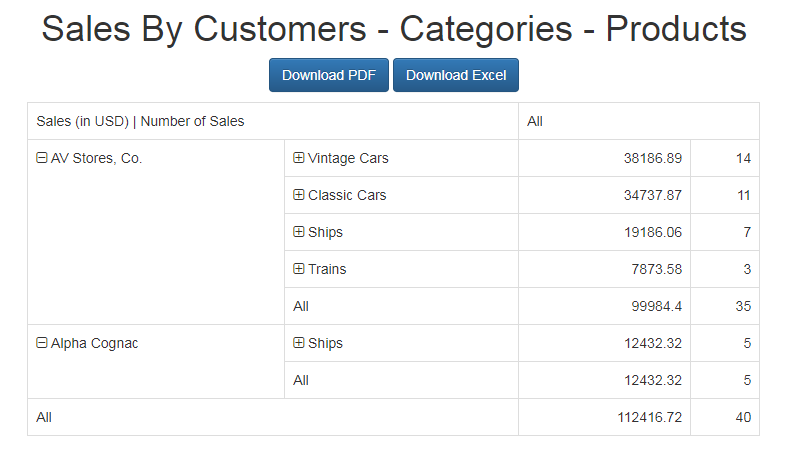 Sales By Customers - Categories - Products
Download PDF Download Excel
Sales (in USD) | Number of Sales All
AV Stores, Co. Vintage Cars 38186.89 14
Classic Cars 34737.87 11
Ships 19186.06 7
Trains 7873.58 3
All 99984.4 35
Alpha Cognac Ships 12432.32 5
All 12432.32 5
All 112416.72 40